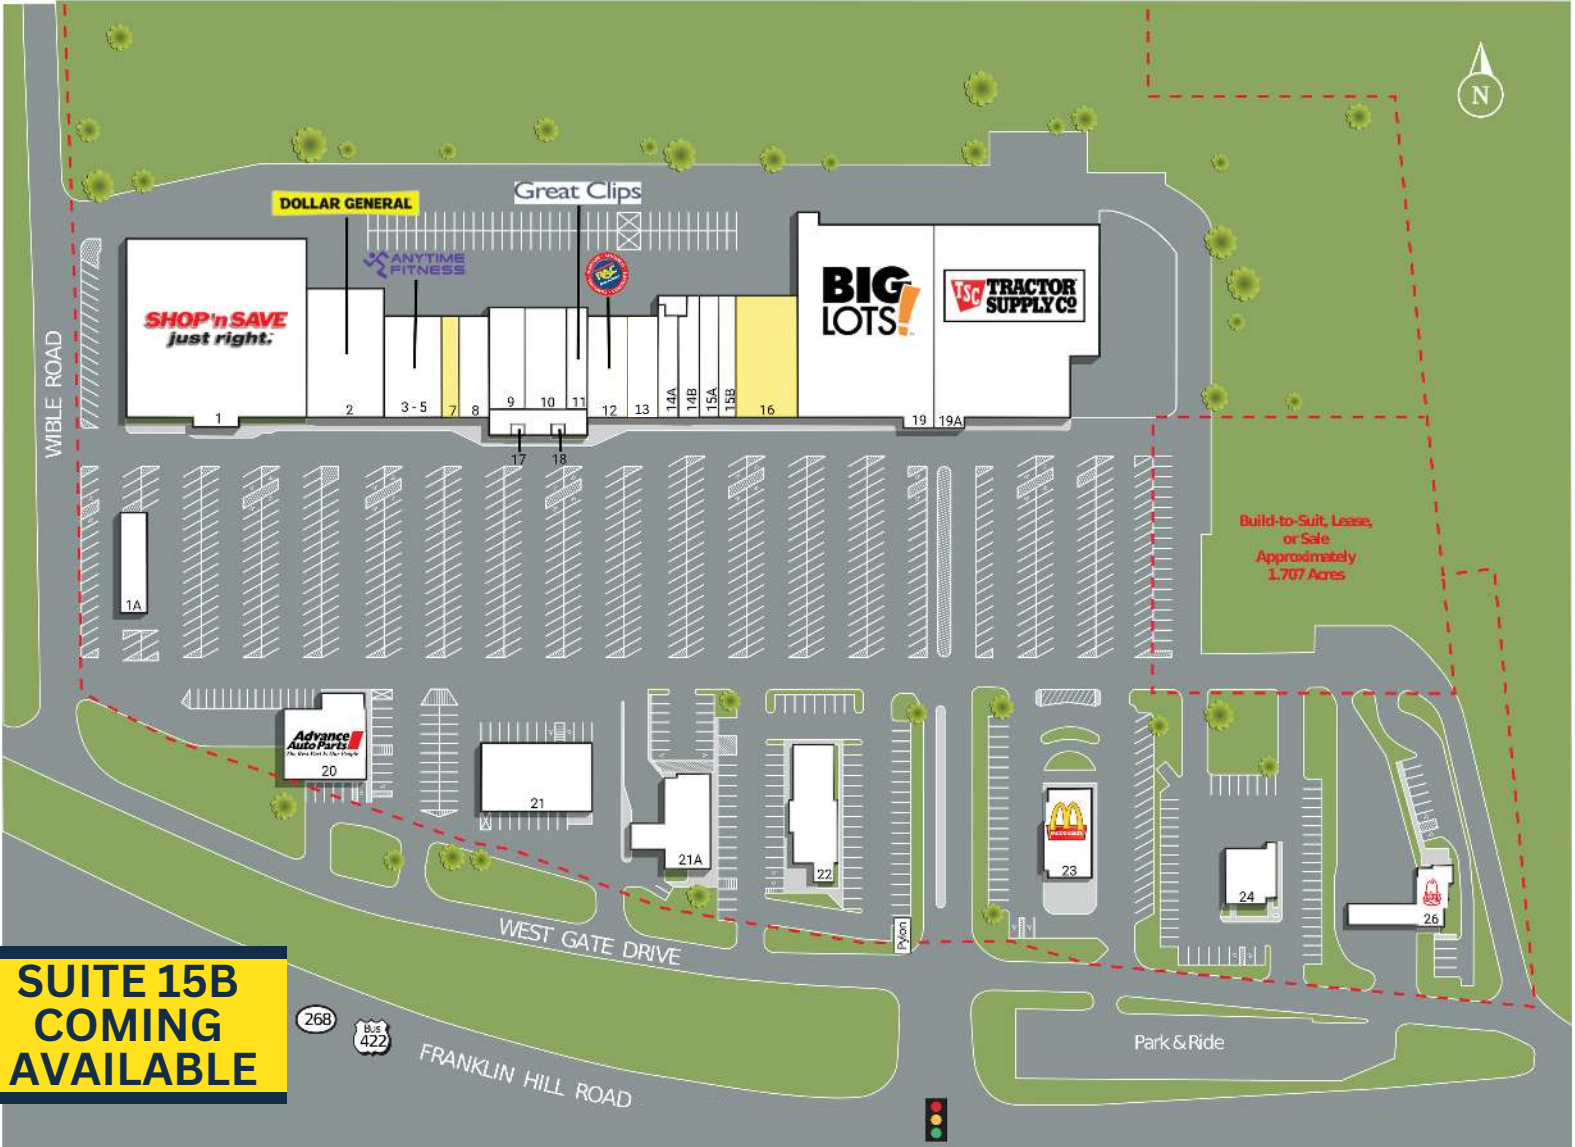 N
DOLLAR GENERAL
Great Clips
ANYTIME
FITNESS
RAC
SHOP'n SAVE
just right.
BIG
LOTS!
TSC TRACTOR
SUPPLY CO
WIBLE ROAD
1
2
3 - 5
7
8
9
10
11
12
13
14A
14B
15A
15B
16
19
19A
17
18
1A
Build-to-Suit, Lease,
or Sale
Approximately
1.707 Acres
Advance
Auto Parts
20
21
21A
22
McDonald's
23
24
26
Pylon
WEST GATE DRIVE
SUITE 15B
COMING
AVAILABLE
268
Bus
422
FRANKLIN HILL ROAD
Park & Ride